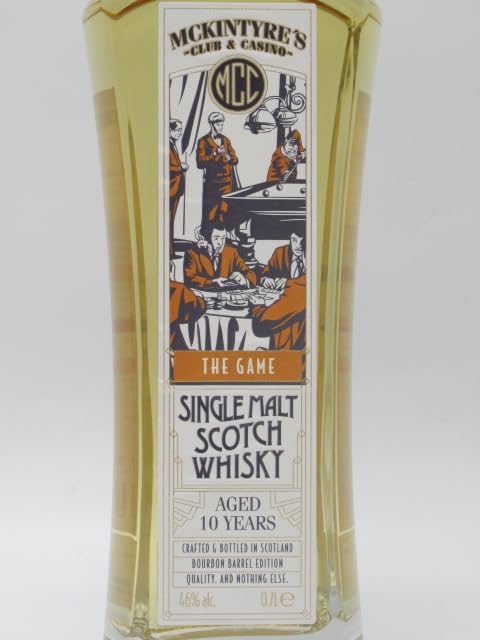 McKINTYRE'S
~CLUB & CASINO~
MCC
THE GAME
SINGLE MALT
SCOTCH
WHISKY
AGED
10 YEARS
CRAFTED & BOTTLED IN SCOTLAND
BOURBON BARREL EDITION
QUALITY. AND NOTHING ELSE.
46% alc. 0,7L℮